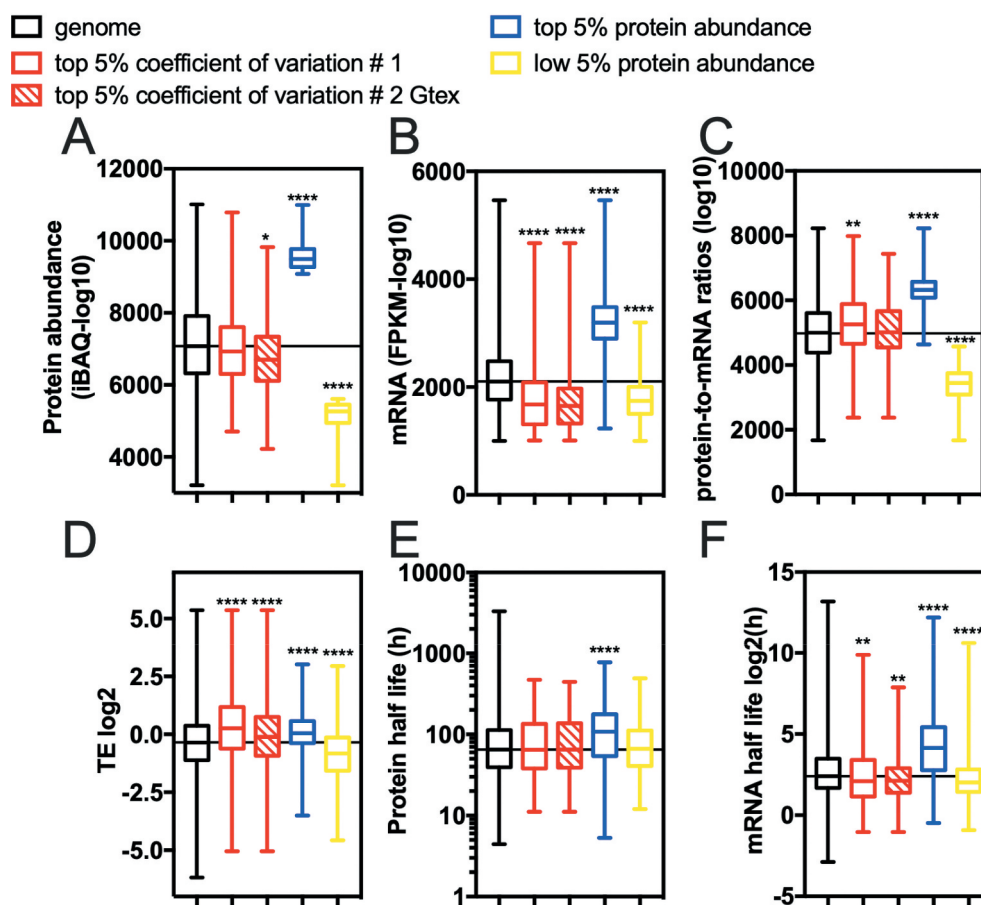 genome
top 5% coefficient of variation # 1
top 5% coefficient of variation # 2 Gtex
top 5% protein abundance
low 5% protein abundance
A
Protein abundance
(iBAQ-log10)
12000
10000
8000
6000
4000
*
****
****
B
mRNA (FPKM-log10)
6000
4000
2000
0
**** ****
****
****
C
protein-to-mRNA ratios (log10)
10000
8000
6000
4000
2000
0
**
****
****
D
TE log2
5.0
2.5
0.0
-2.5
-5.0
**** ****
****
****
E
Protein half life (h)
10000
1000
100
10
1
****
F
mRNA half life log2(h)
15
10
5
0
-5
**
**
****
****